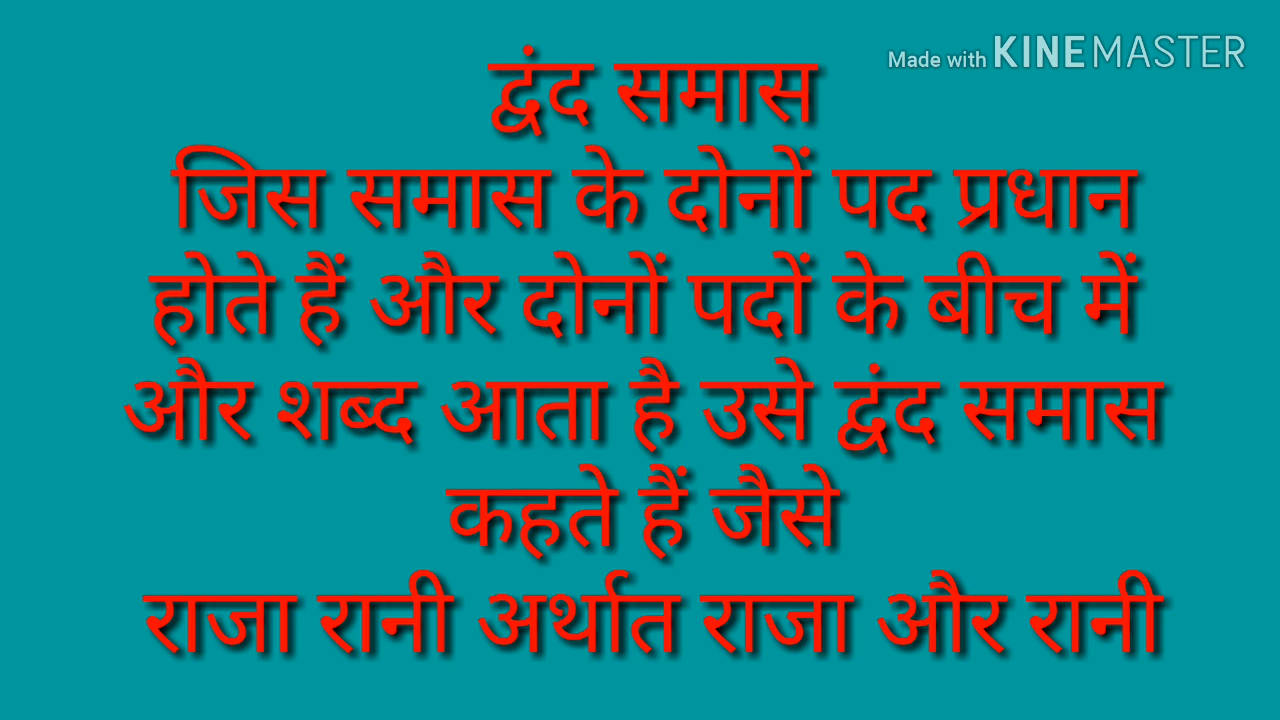 Made with KINEMASTER
द्वंद समास
जिस समास के दोनों पद प्रधान
होते हैं और दोनों पदों के बीच में
और शब्द आता है उसे द्वंद समास
कहते हैं जैसे
राजा रानी अर्थात राजा और रानी